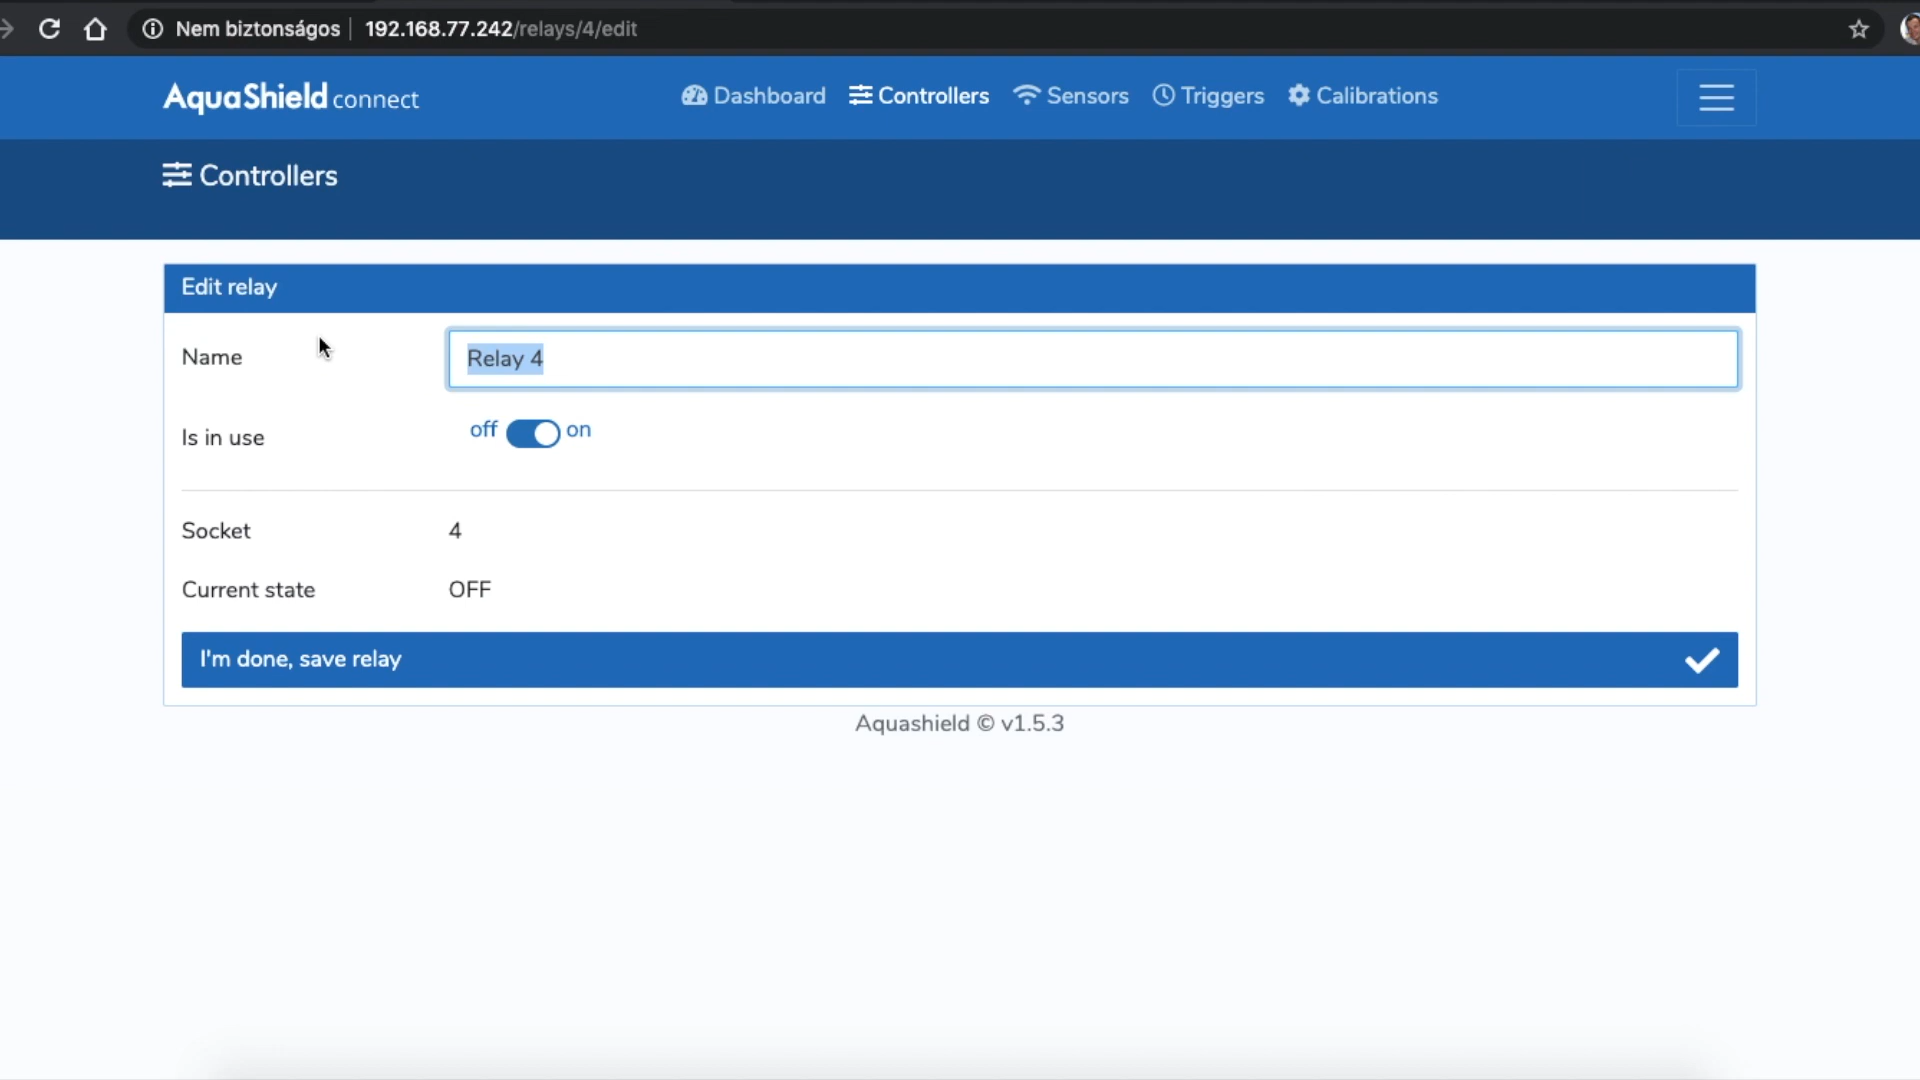 Nem biztonságos 192.168.77.242/relays/4/edit
AquaShield connect Dashboard Controllers Sensors Triggers Calibrations
Controllers
Edit relay
Name Relay 4
Is in use off on
Socket 4
Current state OFF
I'm done, save relay
Aquashield © v1.5.3